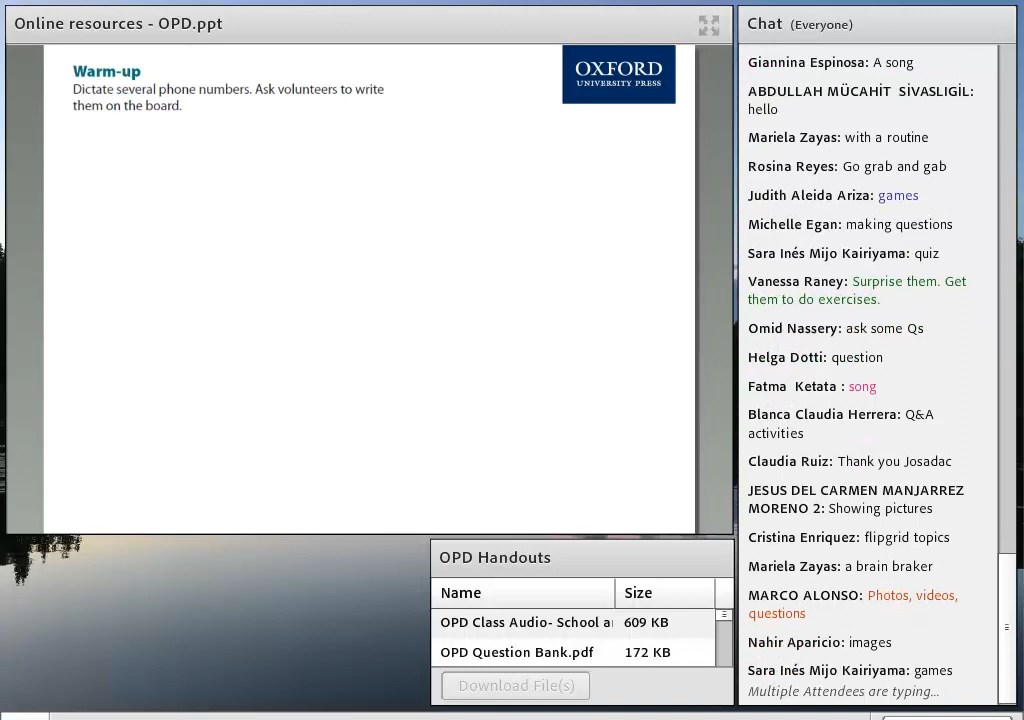 Online resources - OPD.ppt
Warm-up
Dictate several phone numbers. Ask volunteers to write
them on the board.
OXFORD
UNIVERSITY PRESS
OPD Handouts
Name Size
OPD Class Audio- School a 609 KB
OPD Question Bank.pdf 172 KB
Download File(s)
Chat (Everyone)
Giannina Espinosa: A song
ABDULLAH MÜCAHİT SİVASLIGİL:
hello
Mariela Zayas: with a routine
Rosina Reyes: Go grab and gab
Judith Aleida Ariza: games
Michelle Egan: making questions
Sara Inés Mijo Kairiyama: quiz
Vanessa Raney: Surprise them. Get
them to do exercises.
Omid Nassery: ask some Qs
Helga Dotti: question
Fatma Ketata : song
Blanca Claudia Herrera: Q&A
activities
Claudia Ruiz: Thank you Josadac
JESUS DEL CARMEN MANJARREZ
MORENO 2: Showing pictures
Cristina Enriquez: flipgrid topics
Mariela Zayas: a brain braker
MARCO ALONSO: Photos, videos,
questions
Nahir Aparicio: images
Sara Inés Mijo Kairiyama: games
Multiple Attendees are typing...